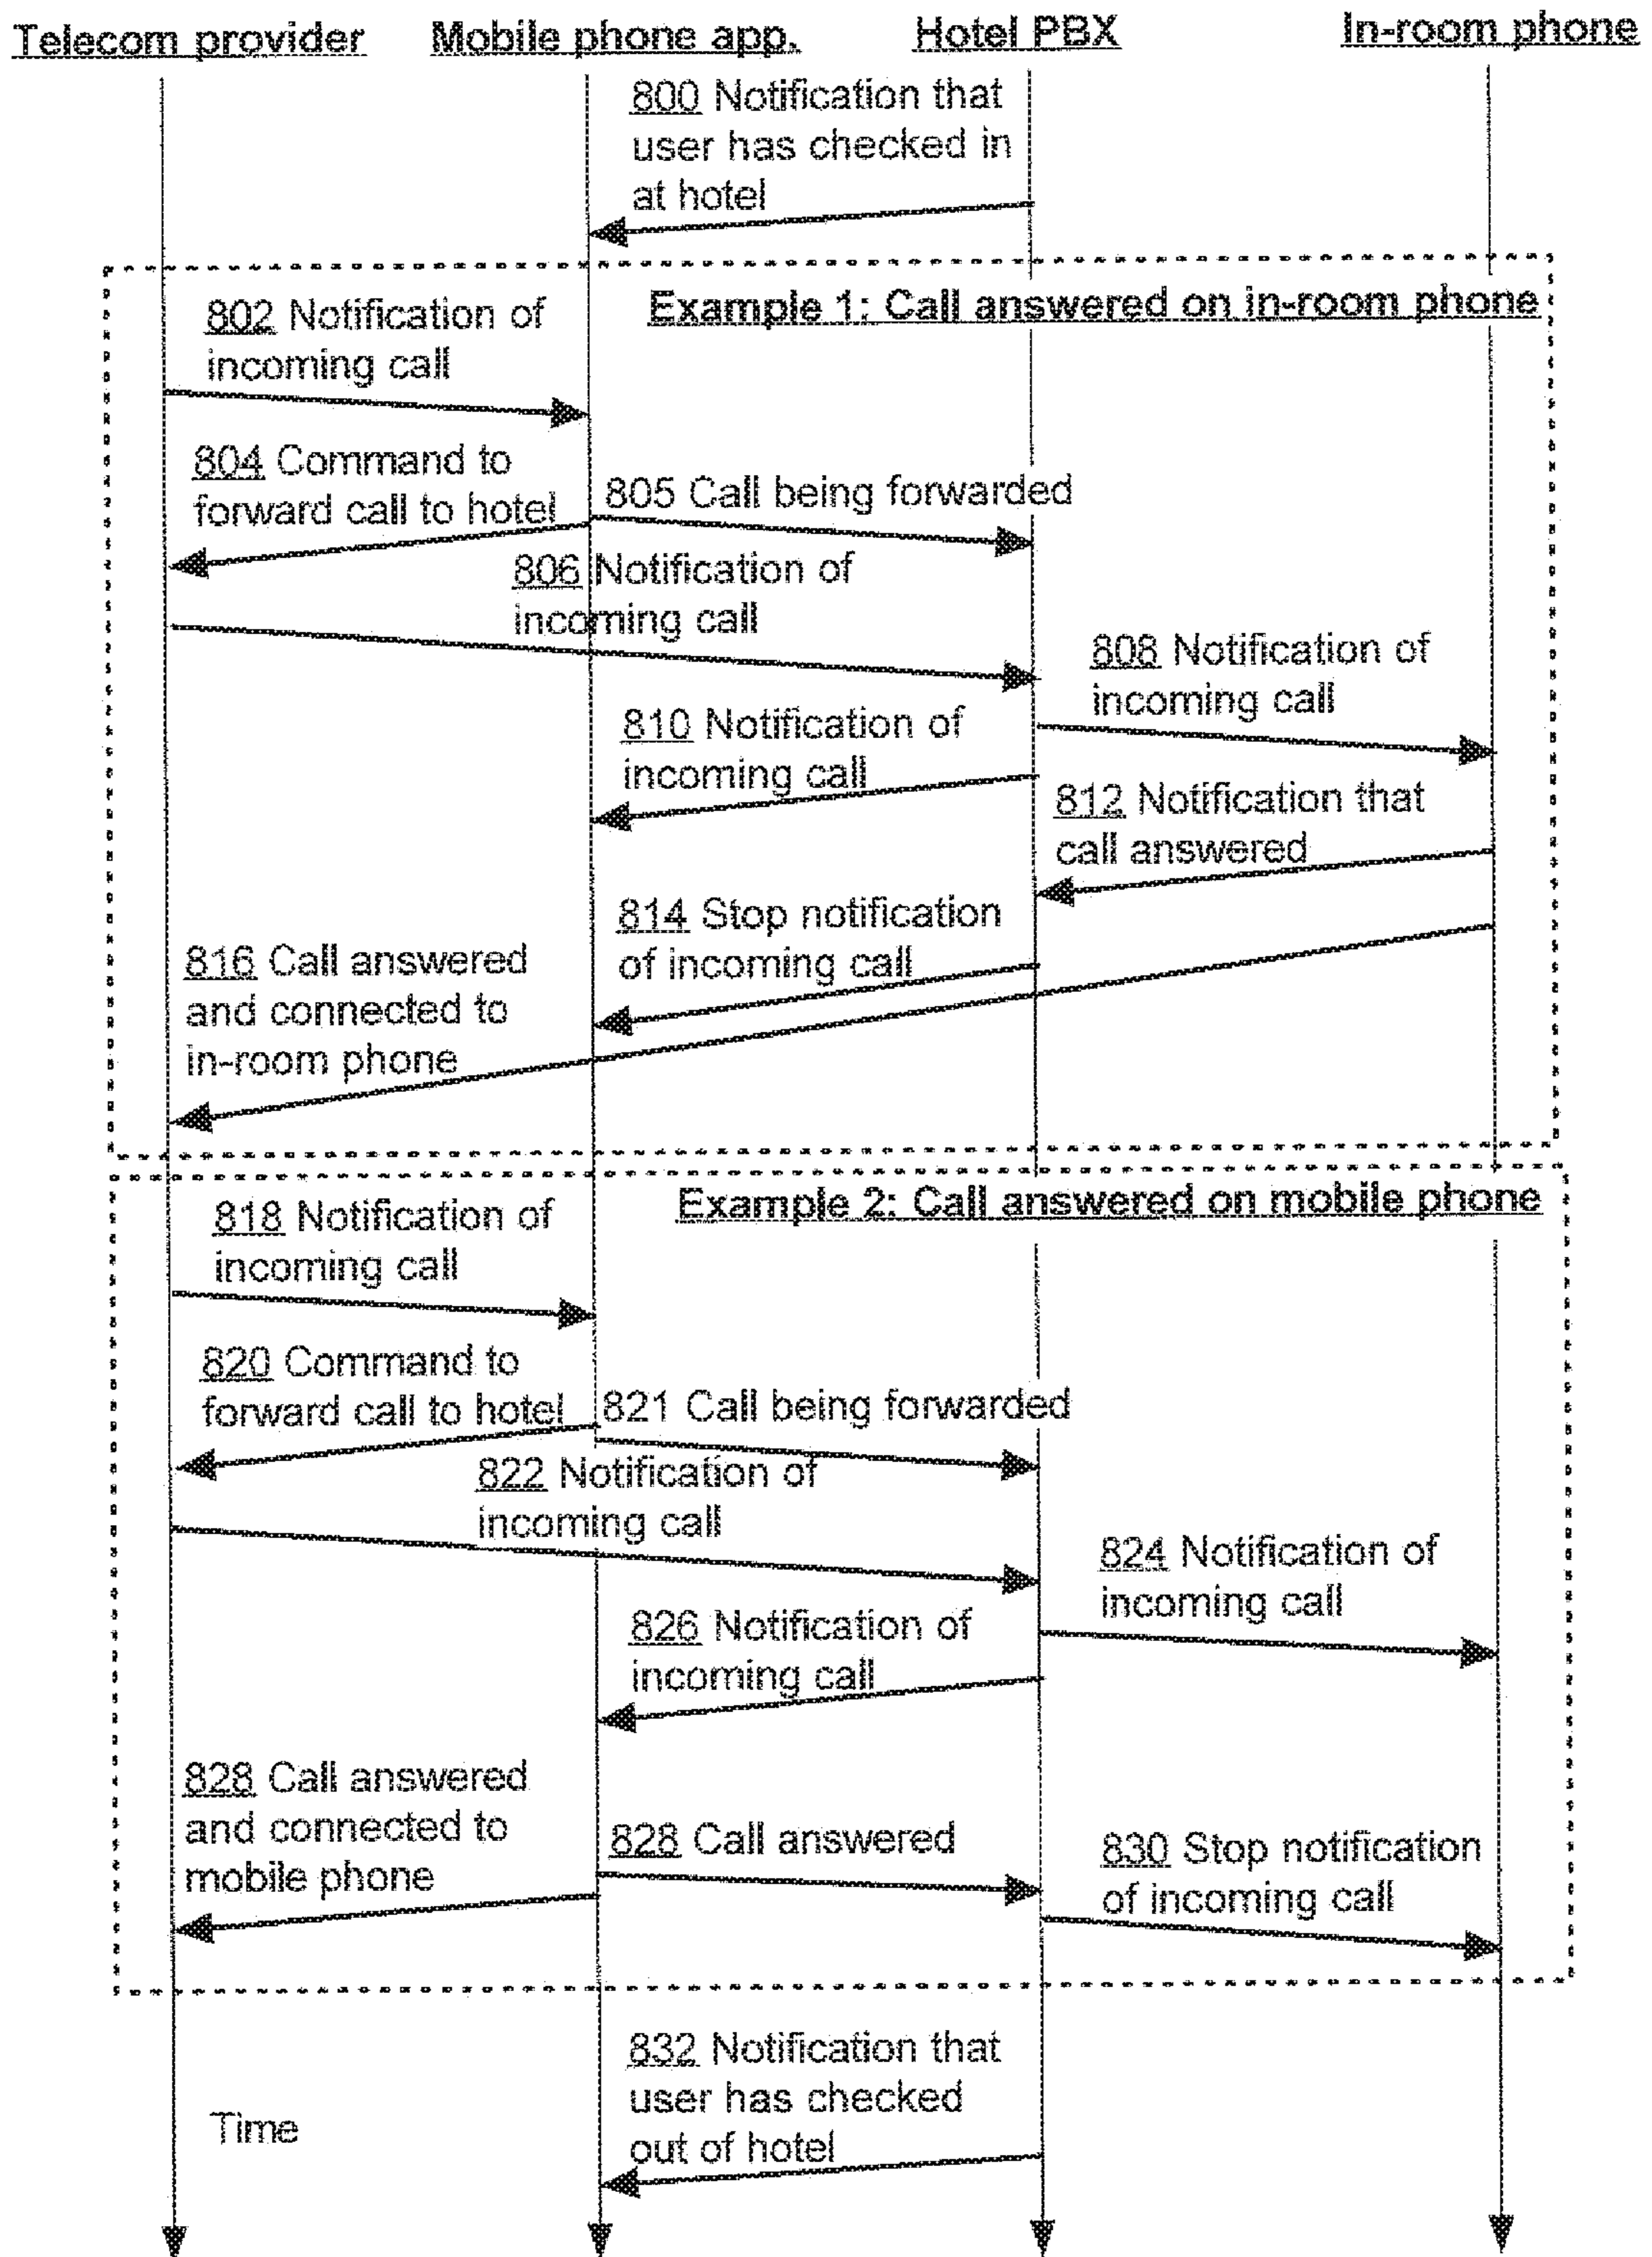 Telecom provider Mobile phone app. Hotel PBX In-room phone
800 Notification that
user has checked in
at hotel
Example 1: Call answered on in-room phone
802 Notification of
incoming call
804 Command to
forward call to hotel
805 Call being forwarded
806 Notification of
incoming call
808 Notification of
incoming call
810 Notification of
incoming call
812 Notification that
call answered
814 Stop notification
of incoming call
816 Call answered
and connected to
in-room phone
Example 2: Call answered on mobile phone
818 Notification of
incoming call
820 Command to
forward call to hotel
821 Call being forwarded
822 Notification of
incoming call
824 Notification of
incoming call
826 Notification of
incoming call
828 Call answered
and connected to
mobile phone
828 Call answered
830 Stop notification
of incoming call
832 Notification that
user has checked
out of hotel
Time